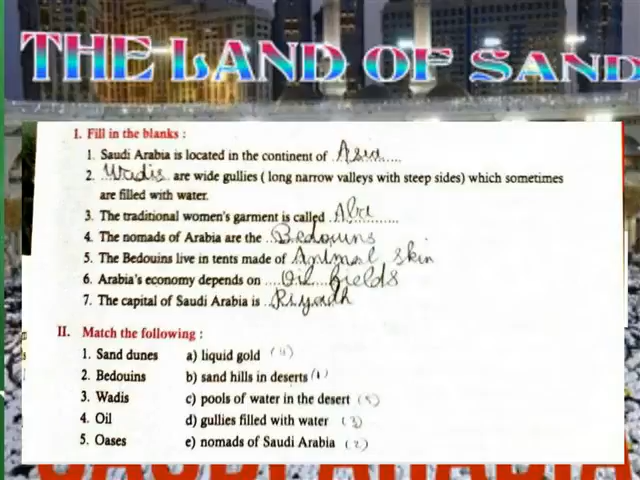 THE LAND OF SAND
I. Fill in the blanks :
1. Saudi Arabia is located in the continent of Asia
2. Wadis are wide gullies ( long narrow valleys with steep sides) which sometimes
are filled with water.
3. The traditional women's garment is called
4. The nomads of Arabia are the Bedouins
5. The Bedouins live in tents made of Animal skin
6. Arabia's economy depends on Oil fields
7. The capital of Saudi Arabia is Riyadh
II. Match the following :
1. Sand dunes a) liquid gold (4)
2. Bedouins b) sand hills in deserts (1)
3. Wadis c) pools of water in the desert (5)
4. Oil d) gullies filled with water (3)
5. Oases e) nomads of Saudi Arabia (2)
SAUDI ARABIA